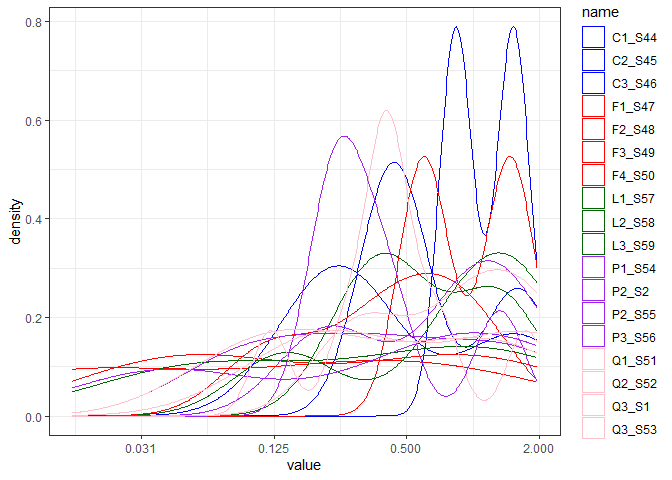 0.8
0.6
0.4
0.2
0.0
density
0.031
0.125
0.500
2.000
value
name
C1_S44
C2_S45
C3_S46
F1_S47
F2_S48
F3_S49
F4_S50
L1_S57
L2_S58
L3_S59
P1_S54
P2_S2
P2_S55
P3_S56
Q1_S51
Q2_S52
Q3_S1
Q3_S53